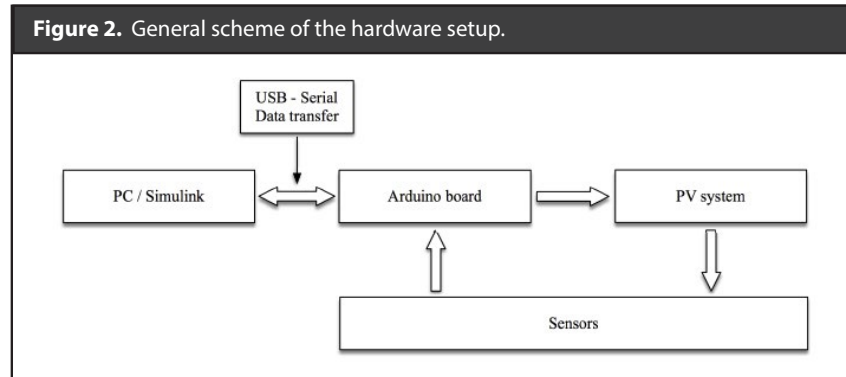 Figure 2. General scheme of the hardware setup.
USB - Serial
Data transfer
PC / Simulink
Arduino board
PV system
Sensors